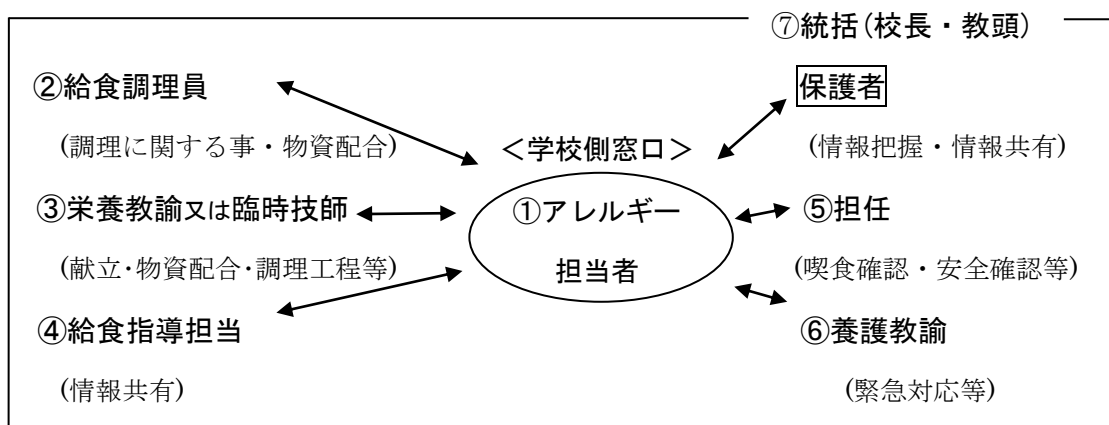 ⑦統括(校長・教頭)
②給食調理員
保護者
(調理に関する事・物資配合)
＜学校側窓口＞
(情報把握・情報共有)
③栄養教諭又は臨時技師
①アレルギー
担当者
⑤担任
(献立･物資配合･調理工程等)
(喫食確認・安全確認等)
④給食指導担当
⑥養護教諭
(情報共有)
(緊急対応等)